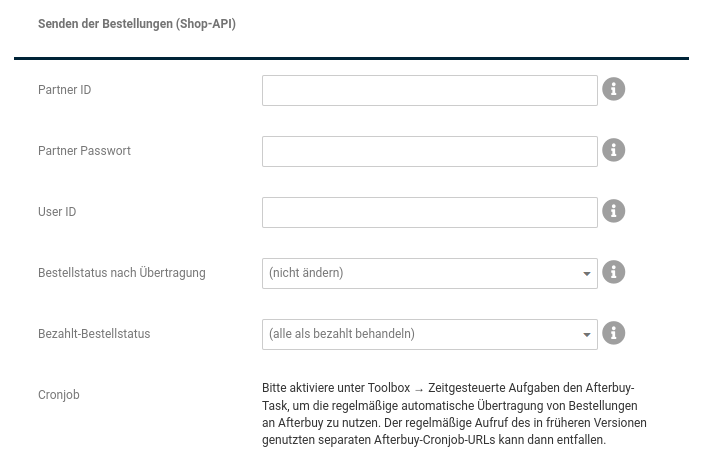 Senden der Bestellungen (Shop-API)
Partner ID
Partner Passwort
User ID
Bestellstatus nach Übertragung
(nicht ändern)
Bezahlt-Bestellstatus
(alle als bezahlt behandeln)
Cronjob
Bitte aktiviere unter Toolbox → Zeitgesteuerte Aufgaben den Afterbuy-
Task, um die regelmäßige automatische Übertragung von Bestellungen
an Afterbuy zu nutzen. Der regelmäßige Aufruf des in früheren Versionen
genutzten separaten Afterbuy-Cronjob-URLs kann dann entfallen.